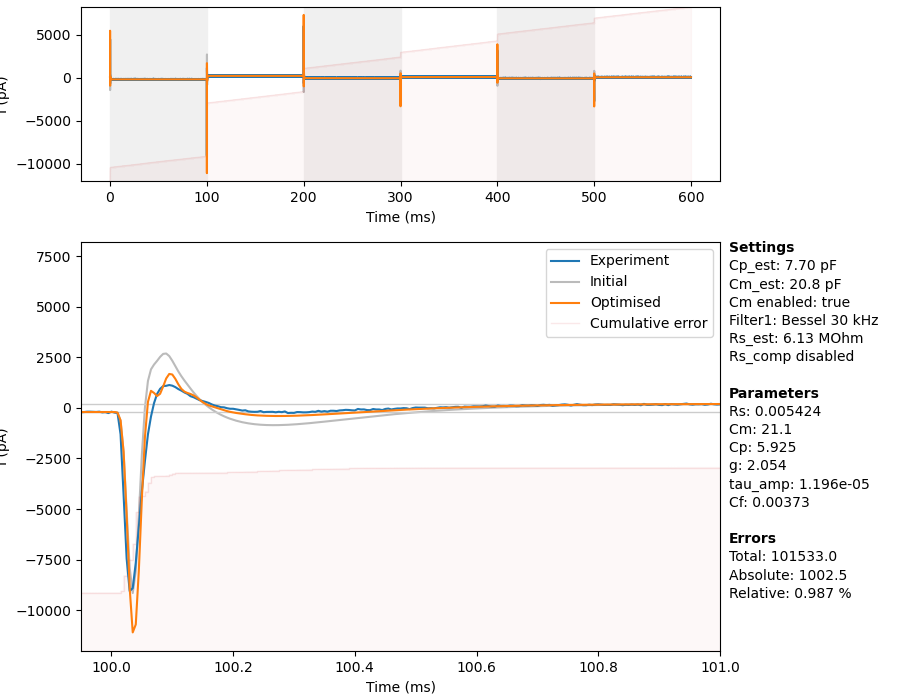 5000
0
−5000
−10000
I (pA)
0 100 200 300 400 500 600
Time (ms)
7500
5000
2500
0
−2500
−5000
−7500
−10000
I (pA)
Experiment
Initial
Optimised
Cumulative error
100.0 100.2 100.4 100.6 100.8 101.0
Time (ms)
Settings
Cp_est: 7.70 pF
Cm_est: 20.8 pF
Cm enabled: true
Filter1: Bessel 30 kHz
Rs_est: 6.13 MOhm
Rs_comp disabled
Parameters
Rs: 0.005424
Cm: 21.1
Cp: 5.925
g: 2.054
tau_amp: 1.196e-05
Cf: 0.00373
Errors
Total: 101533.0
Absolute: 1002.5
Relative: 0.987 %